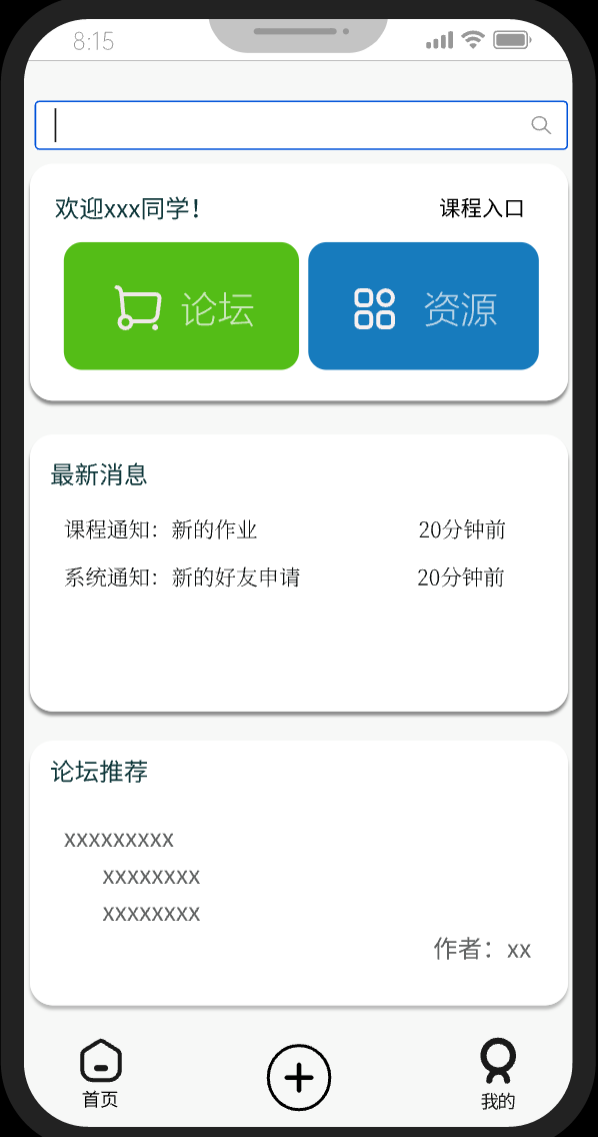 8:15
欢迎xxx同学！
课程入口
论坛
资源
最新消息
课程通知：新的作业
20分钟前
系统通知：新的好友申请
20分钟前
论坛推荐
xxxxxxxxx
xxxxxxxx
xxxxxxxx
作者：xx
首页
我的